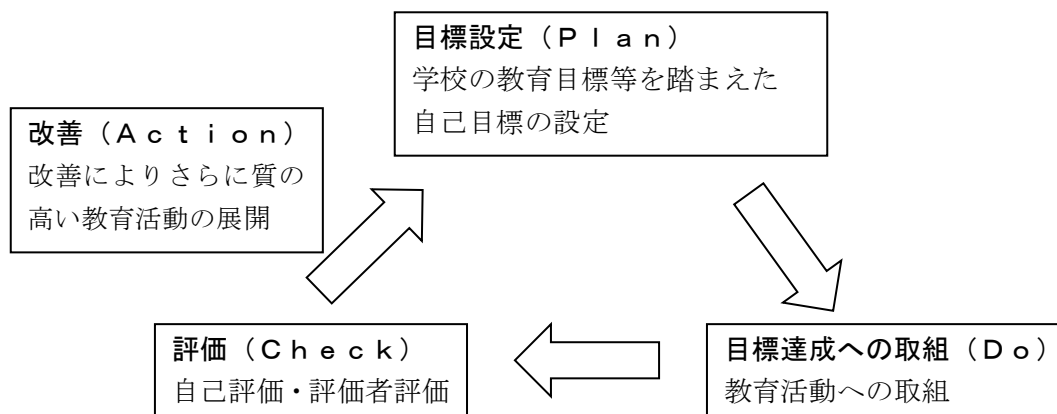 目標設定（Ｐｌａｎ）
学校の教育目標等を踏まえた
自己目標の設定
改善（Ａｃｔｉｏｎ）
改善によりさらに質の
高い教育活動の展開
評価（Ｃｈｅｃｋ）
自己評価・評価者評価
目標達成への取組（Ｄｏ）
教育活動への取組